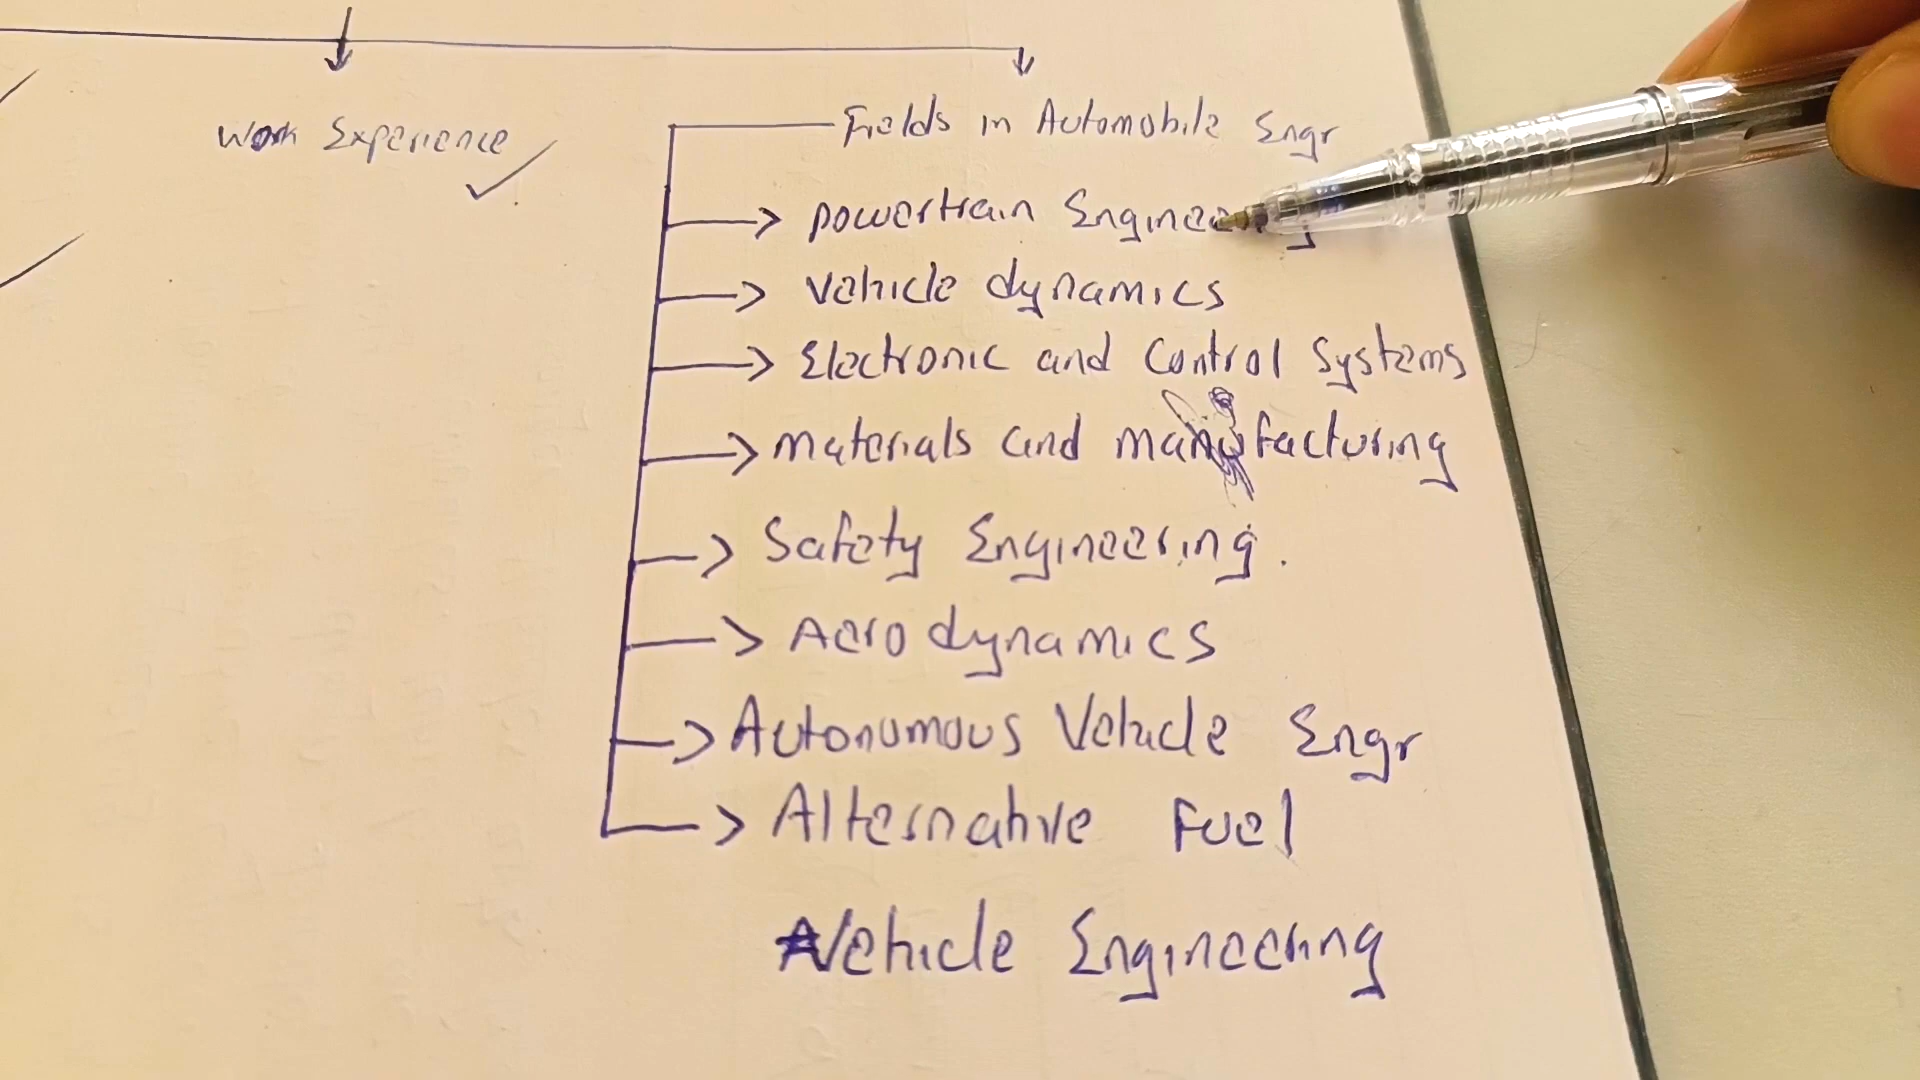 Work Experience
Fields in Automobile Engr
Powertrain Engineering
Vehicle dynamics
Electronic and Control Systems
Materials and manufacturing
Safety Engineering.
Aerodynamics
Autonumous Vehicle Engr
Alternative Fuel
Vehicle Engineering